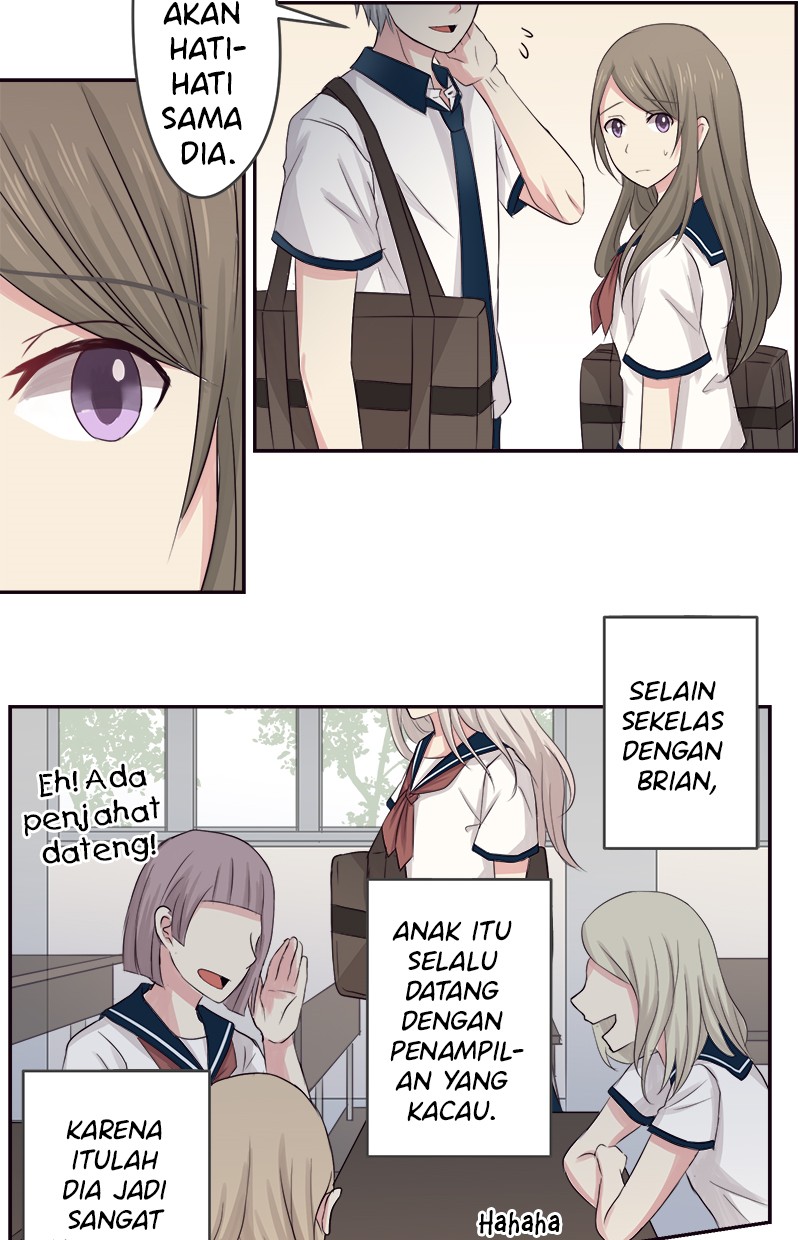 AKAN
HATI-
HATI
SAMA
DIA.
SELAIN
SEKELAS
DENGAN
BRIAN,
Eh! Ada
penjahat
dateng!
ANAK ITU
SELALU
DATANG
DENGAN
PENAMPIL-
AN YANG
KACAU.
KARENA
ITULAH
DIA JADI
SANGAT
Hahaha